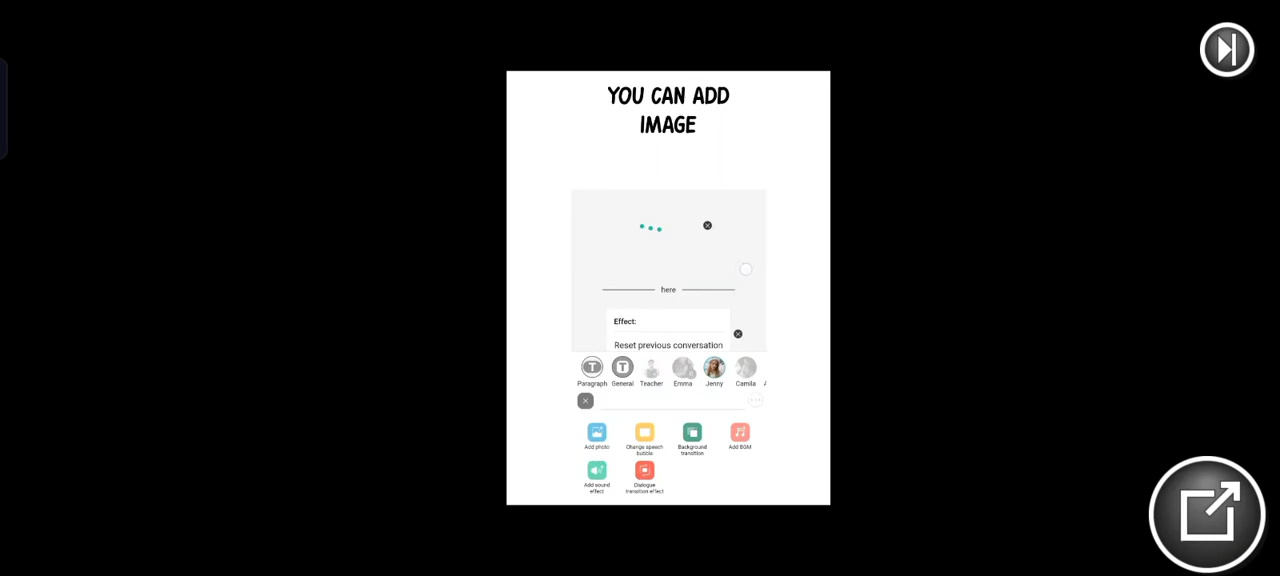 YOU CAN ADD
IMAGE
here
Effect:
Reset previous conversation
Paragraph General Teacher Emma Jenny Camila A
Add photo Change speech bubble Background transition Add BGM
Add sound effect Dialogue transition effect